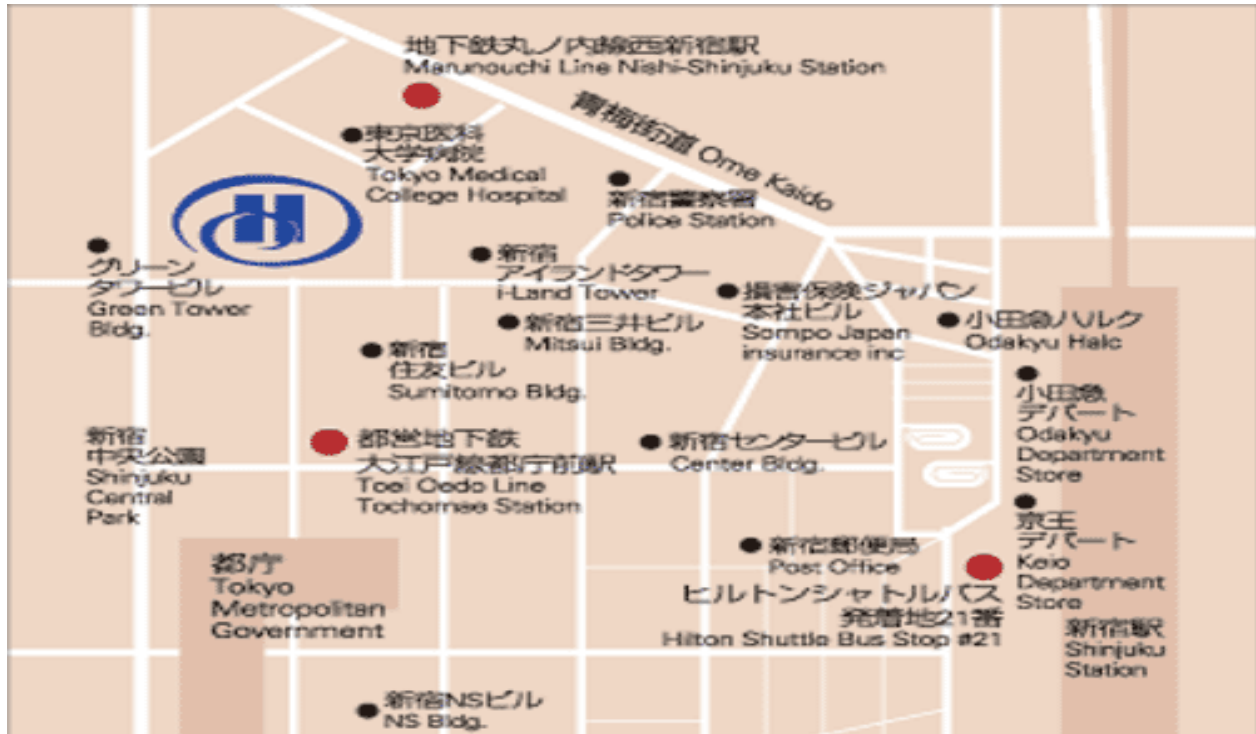 地下鉄丸ノ内線西新宿駅
Marunouchi Line Nishi-Shinjuku Station
青梅街道 Ome Kaido
東京医科
大学病院
Tokyo Medical
College Hospital
新宿警察署
Police Station
グリーン
タワービル
Green Tower
Bldg.
新宿
アイランドタワー
i-Land Tower
損害保険ジャパン
本社ビル
Sompo Japan
insurance inc
新宿三井ビル
Mitsui Bldg.
小田急ハルク
Odakyu Halc
新宿
住友ビル
Sumitomo Bldg.
小田急
デパート
Odakyu
Department
Store
新宿
中央公園
Shinjuku
Central
Park
都営地下鉄
大江戸線都庁前駅
Toei Oedo Line
Tochomae Station
新宿センタービル
Center Bldg.
京王
デパート
Keio
Department
Store
新宿郵便局
Post Office
都庁
Tokyo
Metropolitan
Government
ヒルトンシャトルバス
発着地21番
Hilton Shuttle Bus Stop #21
新宿駅
Shinjuku
Station
新宿NSビル
NS Bldg.